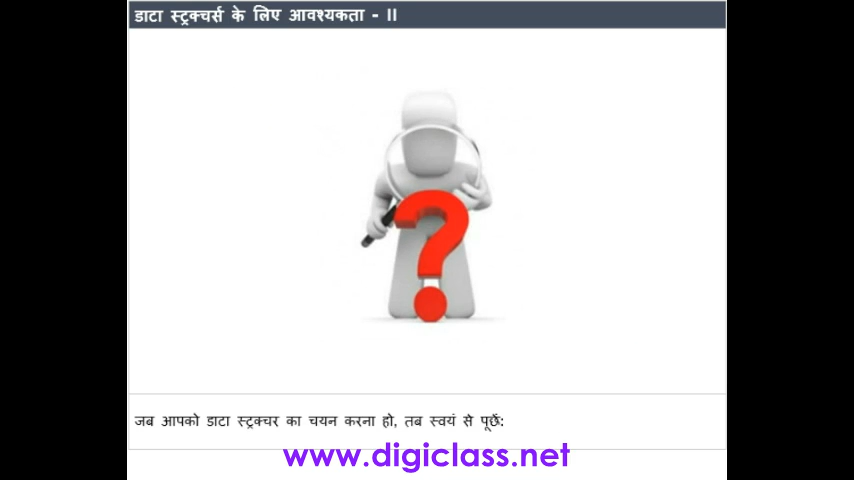 डाटा स्ट्रक्चर्स के लिए आवश्यकता - II
?
जब आपको डाटा स्ट्रक्चर का चयन करना हो, तब स्वयं से पूछें:
www.digiclass.net